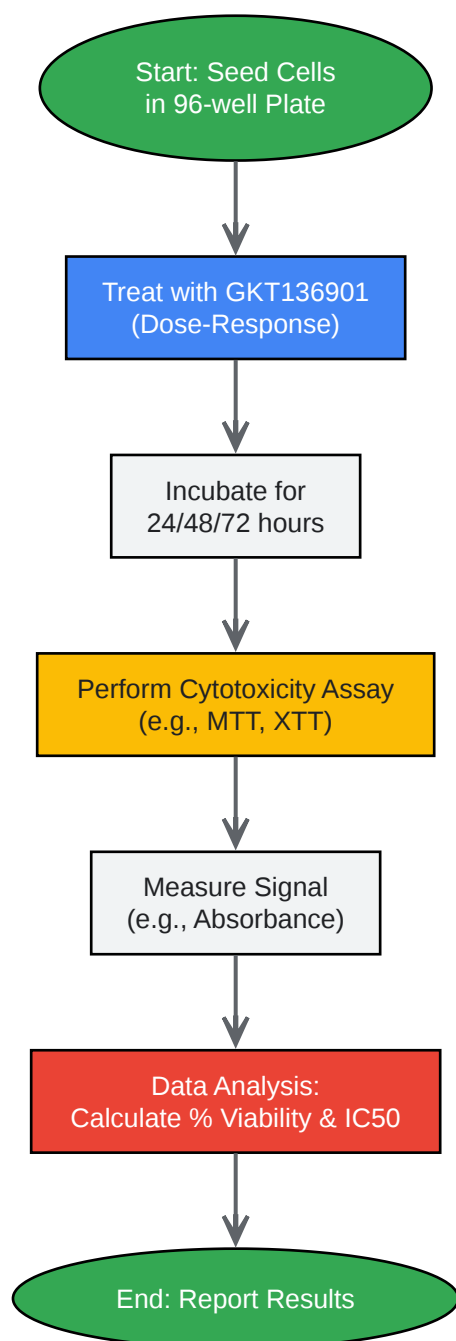 Start: Seed Cells
in 96-well Plate
Treat with GKT136901
(Dose-Response)
Incubate for
24/48/72 hours
Perform Cytotoxicity Assay
(e.g., MTT, XTT)
Measure Signal
(e.g., Absorbance)
Data Analysis:
Calculate % Viability & IC50
End: Report Results